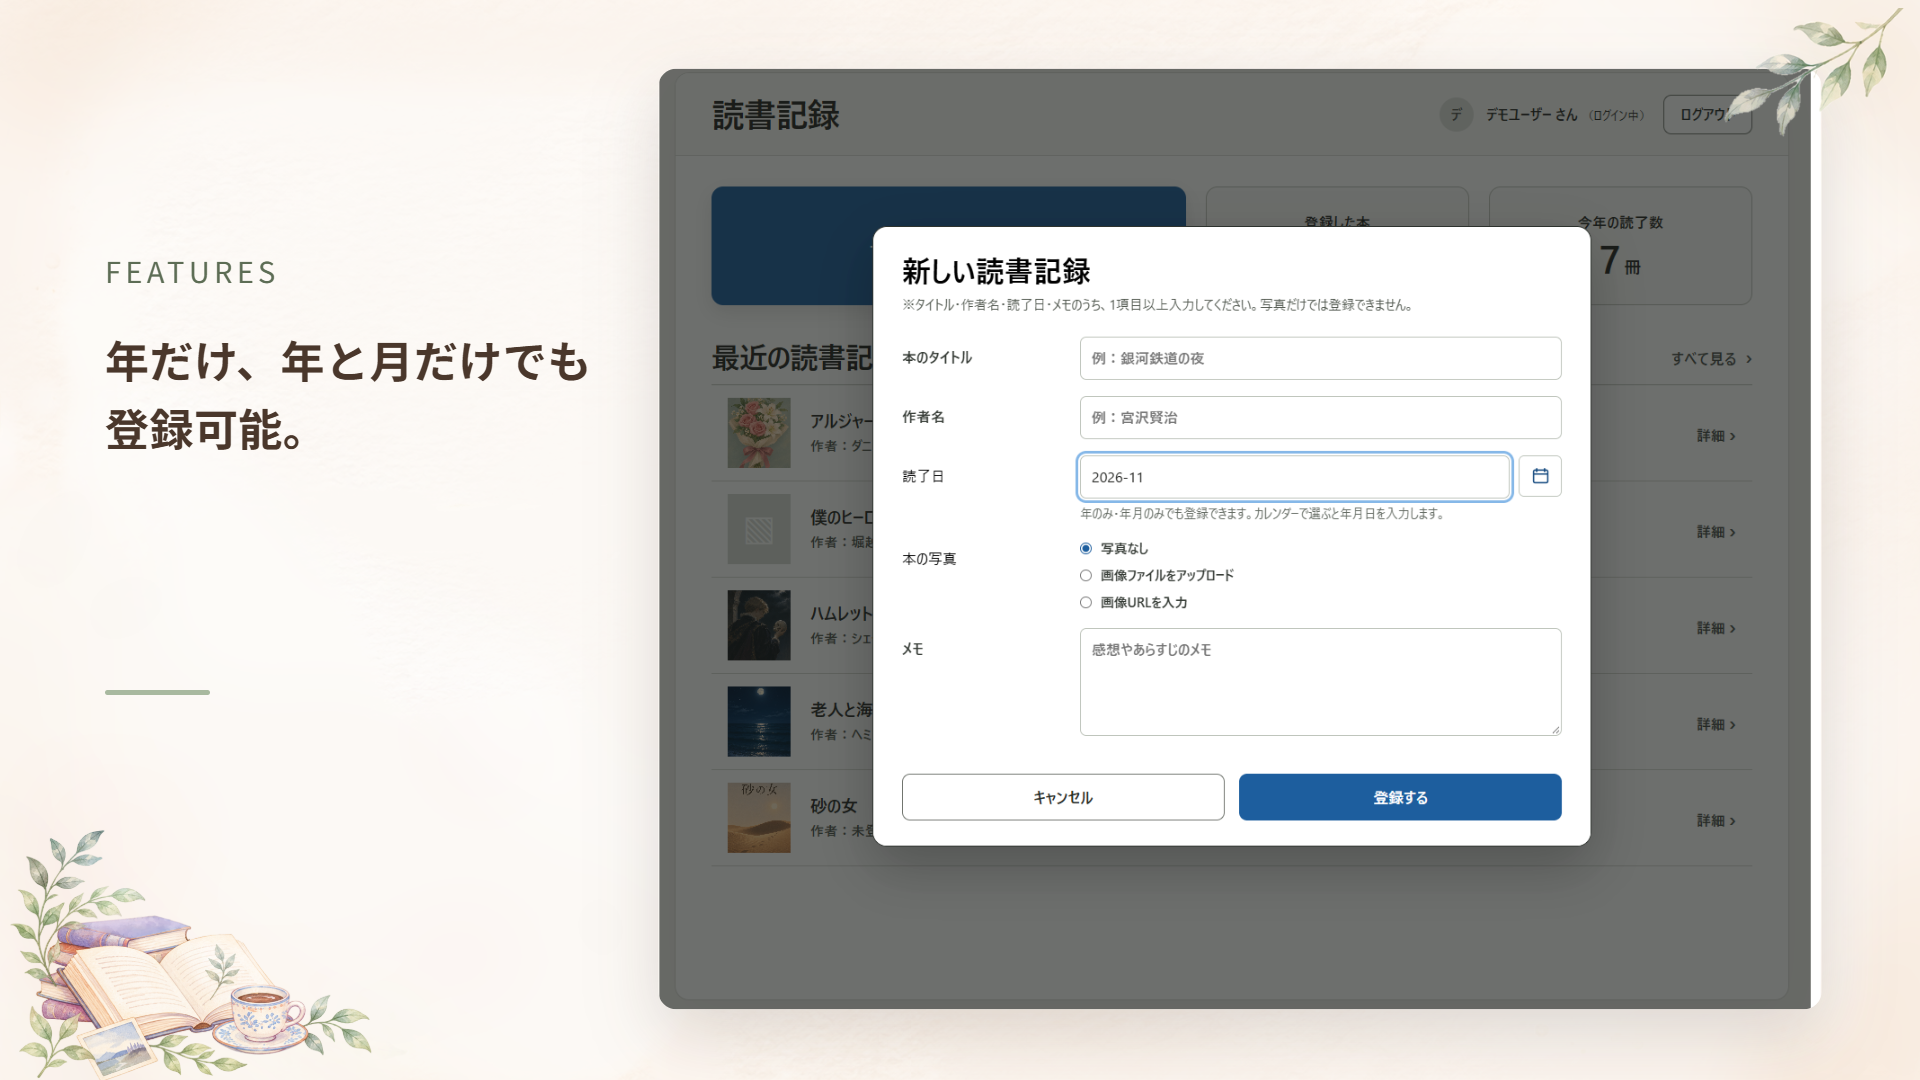 FEATURES
年だけ、年と月だけでも
登録可能。
読書記録
デ
デモユーザー さん
（ログイン中）
ログアウ
登録した本
今年の読了数
7 冊
最近の読書記
すべて見る ›
アルジャー
作者：ダニ
詳細 ›
僕のヒーロ
作者：堀越
詳細 ›
ハムレット
作者：シェ
詳細 ›
老人と海
作者：ヘミ
詳細 ›
砂の女
砂の女
作者：未登
詳細 ›
新しい読書記録
※タイトル・作者名・読了日・メモのうち、1項目以上入力してください。写真だけでは登録できません。
本のタイトル
例：銀河鉄道の夜
作者名
例：宮沢賢治
読了日
2026-11
年のみ・年月のみでも登録できます。カレンダーで選ぶと年月日を入力します。
本の写真
写真なし
画像ファイルをアップロード
画像URLを入力
メモ
感想やあらすじのメモ
キャンセル
登録する